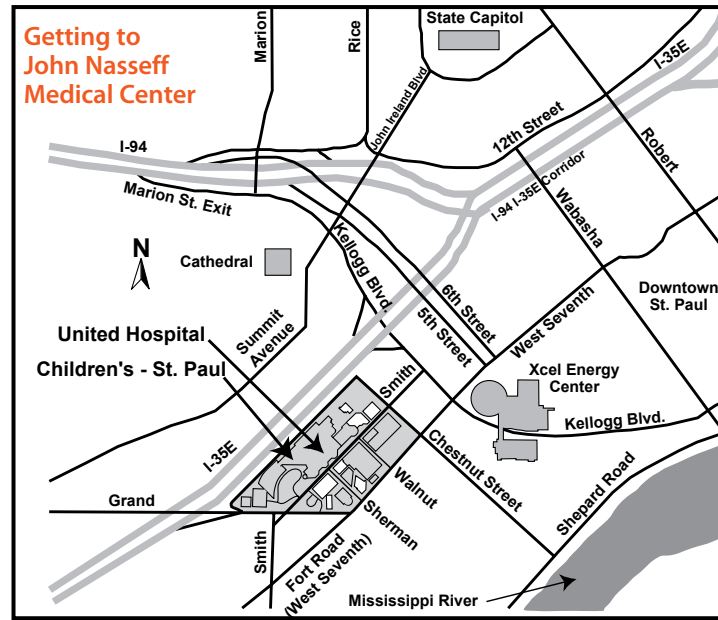 Getting to
John Nasseff
Medical Center
Marion
Rice
State Capitol
I-35E
John Ireland Blvd
12th Street
Robert
I-94
Marion St. Exit
I-94 I-35E Corridor
Wabasha
N
Cathedral
Kellogg Blvd.
6th Street
5th Street
West Seventh
Downtown
St. Paul
Summit
Avenue
United Hospital
Children's - St. Paul
Smith
Xcel Energy
Center
Kellogg Blvd.
I-35E
Chestnut Street
Walnut
Shepard Road
Grand
Sherman
Smith
Fort Road
(West Seventh)
Mississippi River